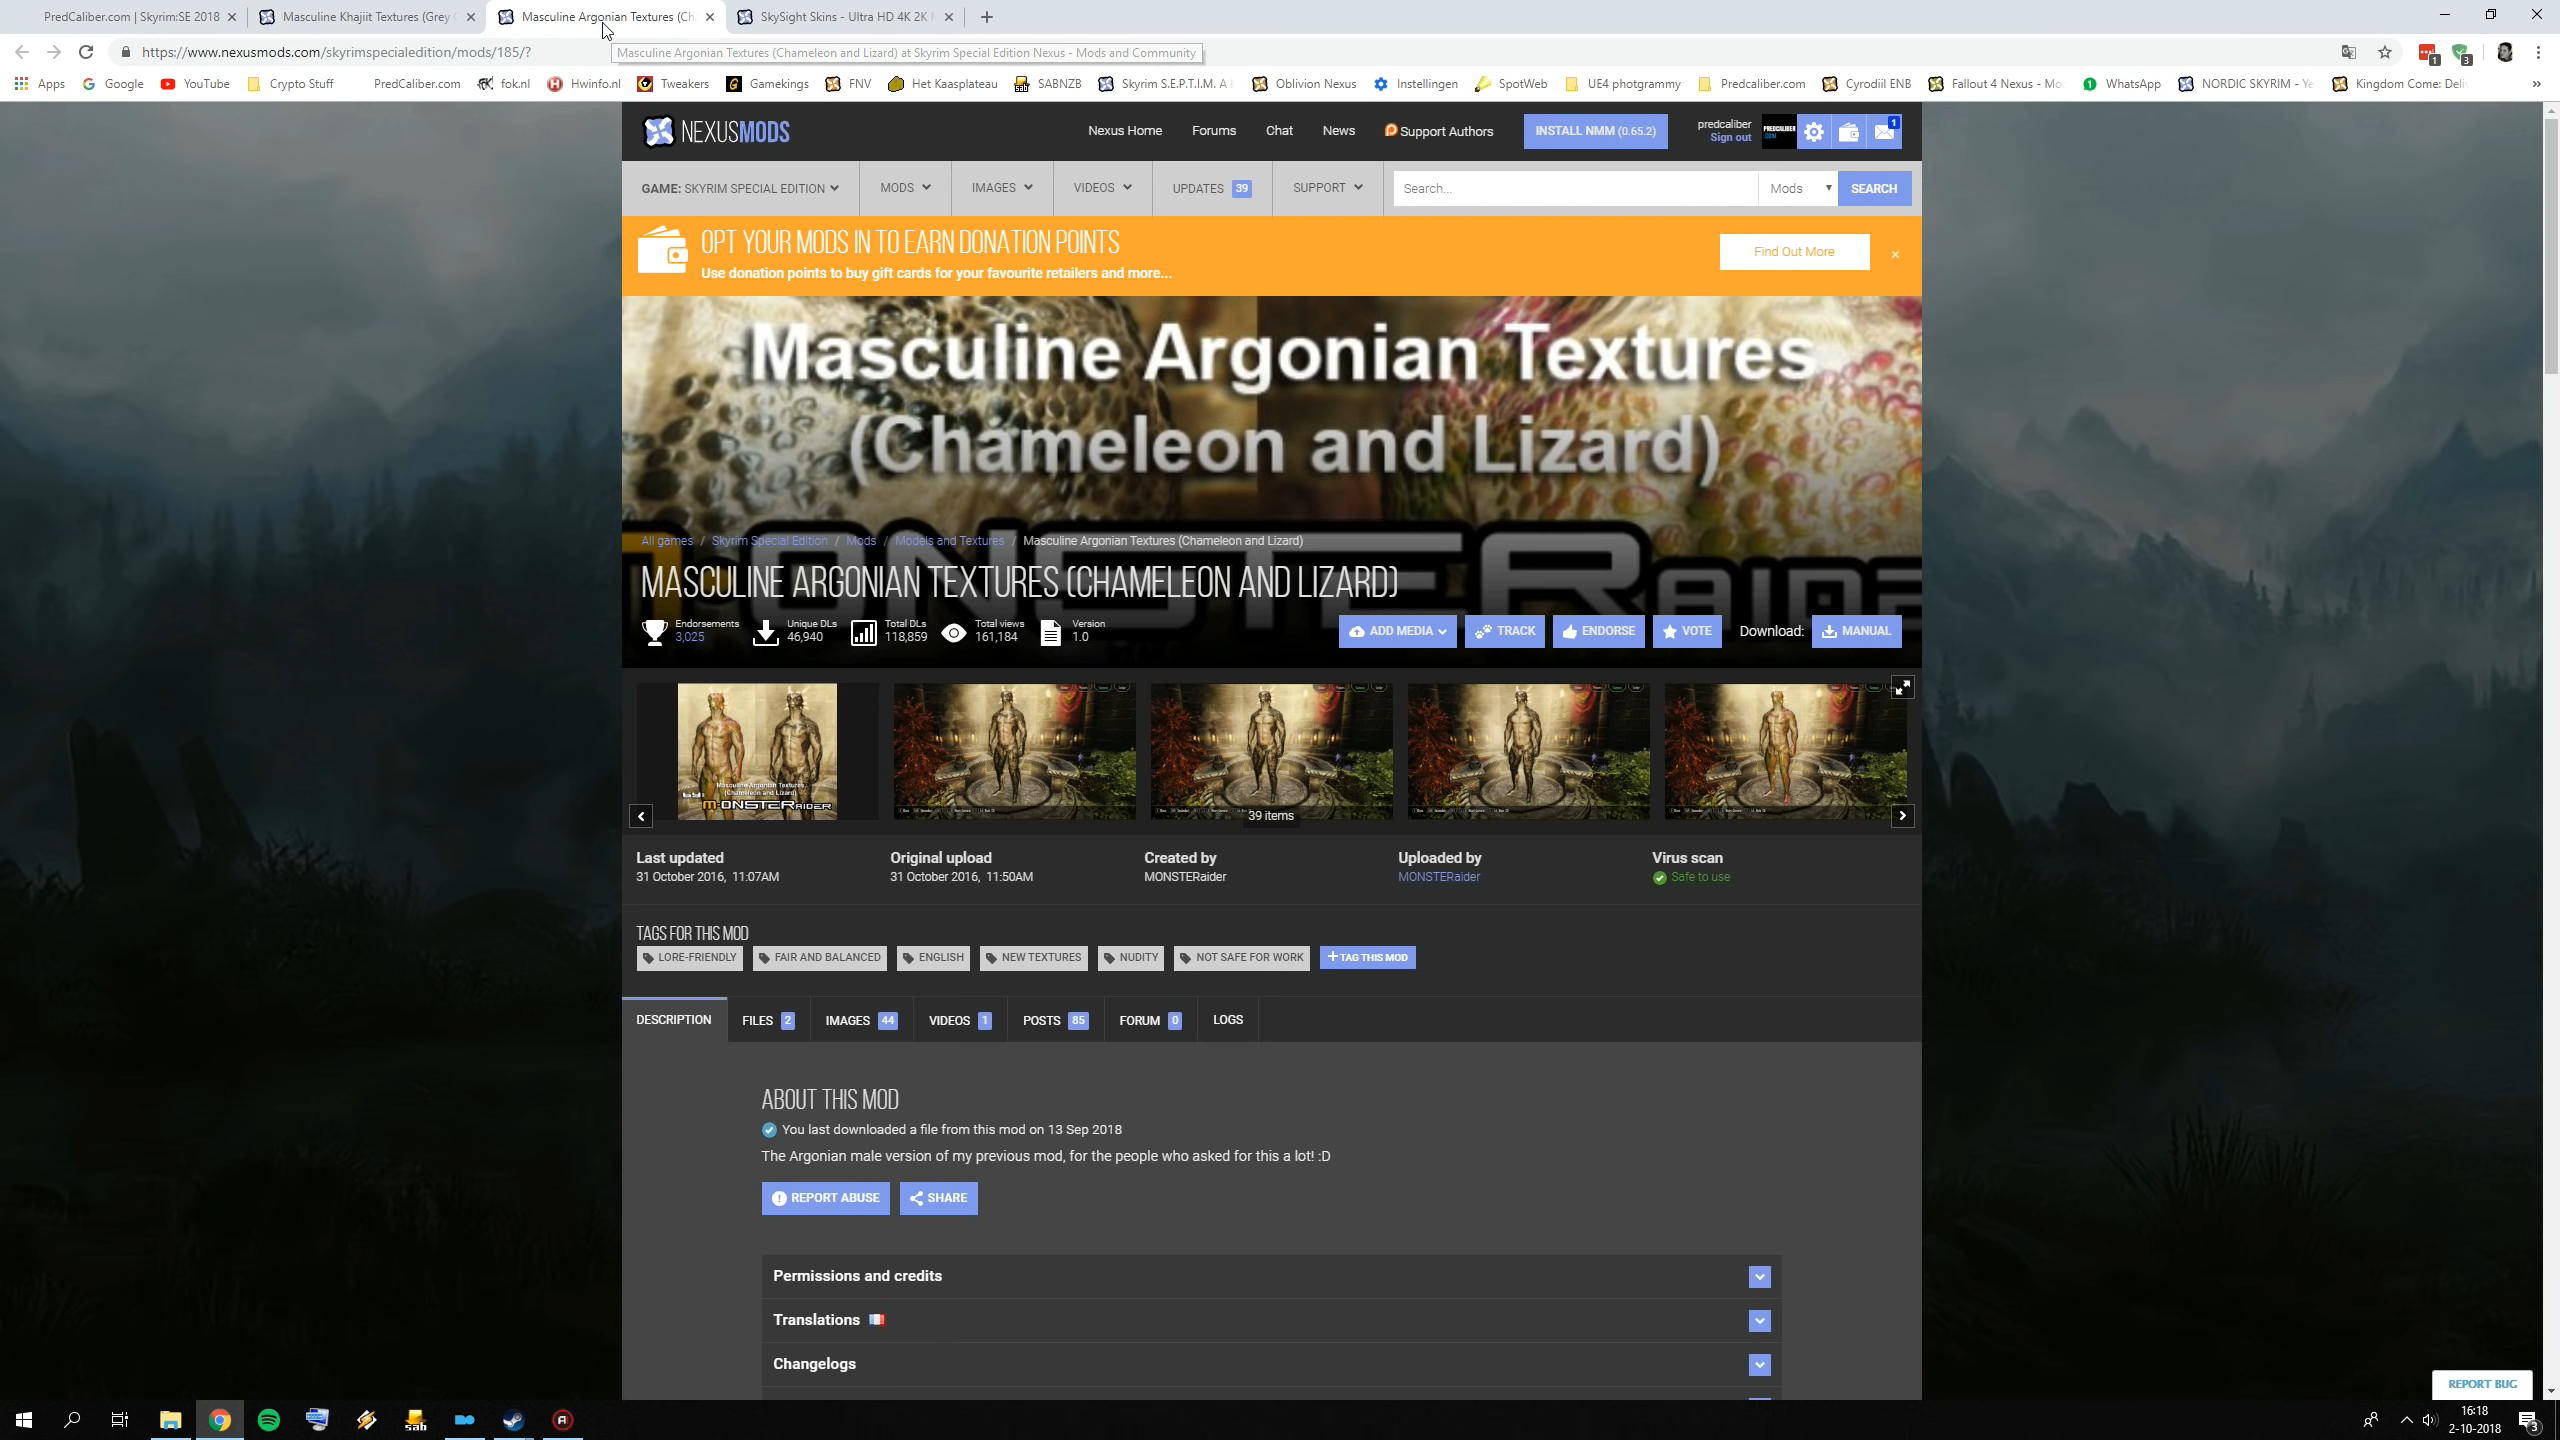 PredCaliber.com | Skyrim:SE 2018
Masculine Khajiit Textures (Grey
Masculine Argonian Textures (Ch
SkySight Skins - Ultra HD 4K 2K
https://www.nexusmods.com/skyrimspecialedition/mods/185/?
Masculine Argonian Textures (Chameleon and Lizard) at Skyrim Special Edition Nexus - Mods and Community
1
3
Apps
Google
YouTube
Crypto Stuff
PredCaliber.com
fok.nl
Hwinfo.nl
Tweakers
Gamekings
FNV
Het Kaasplateau
SABNZB
Skyrim S.E.P.T.I.M. A
Oblivion Nexus
Instellingen
SpotWeb
UE4 photgrammy
Predcaliber.com
Cyrodiil ENB
Fallout 4 Nexus - Mo
WhatsApp
NORDIC SKYRIM - Ye
Kingdom Come: Deli
»
NEXUSMODS
Nexus Home
Forums
Chat
News
Support Authors
INSTALL NMM (0.65.2)
predcaliber
Sign out
PREDCALIBER
.COM
1
GAME: SKYRIM SPECIAL EDITION
MODS
IMAGES
VIDEOS
UPDATES 39
SUPPORT
Search...
Mods
SEARCH
OPT YOUR MODS IN TO EARN DONATION POINTS
Use donation points to buy gift cards for your favourite retailers and more...
Find Out More
×
Masculine Argonian Textures
(Chameleon and Lizard)
All games / Skyrim Special Edition / Mods / Models and Textures / Masculine Argonian Textures (Chameleon and Lizard)
MASCULINE ARGONIAN TEXTURES (CHAMELEON AND LIZARD)
Endorsements
3,025
Unique DLs
46,940
Total DLs
118,859
Total views
161,184
Version
1.0
ADD MEDIA
TRACK
ENDORSE
VOTE
Download:
MANUAL
Masculine Argonian Textures
(Chameleon and Lizard)
M-ONSTERAIDER
39 items
Last updated
31 October 2016, 11:07AM
Original upload
31 October 2016, 11:50AM
Created by
MONSTERaider
Uploaded by
MONSTERaider
Virus scan
Safe to use
TAGS FOR THIS MOD
LORE-FRIENDLY
FAIR AND BALANCED
ENGLISH
NEW TEXTURES
NUDITY
NOT SAFE FOR WORK
+ TAG THIS MOD
DESCRIPTION
FILES 2
IMAGES 44
VIDEOS 1
POSTS 85
FORUM 0
LOGS
ABOUT THIS MOD
You last downloaded a file from this mod on 13 Sep 2018
The Argonian male version of my previous mod, for the people who asked for this a lot! :D
REPORT ABUSE
SHARE
Permissions and credits
Translations
Changelogs
REPORT BUG
sab
16:18
2-10-2018
3